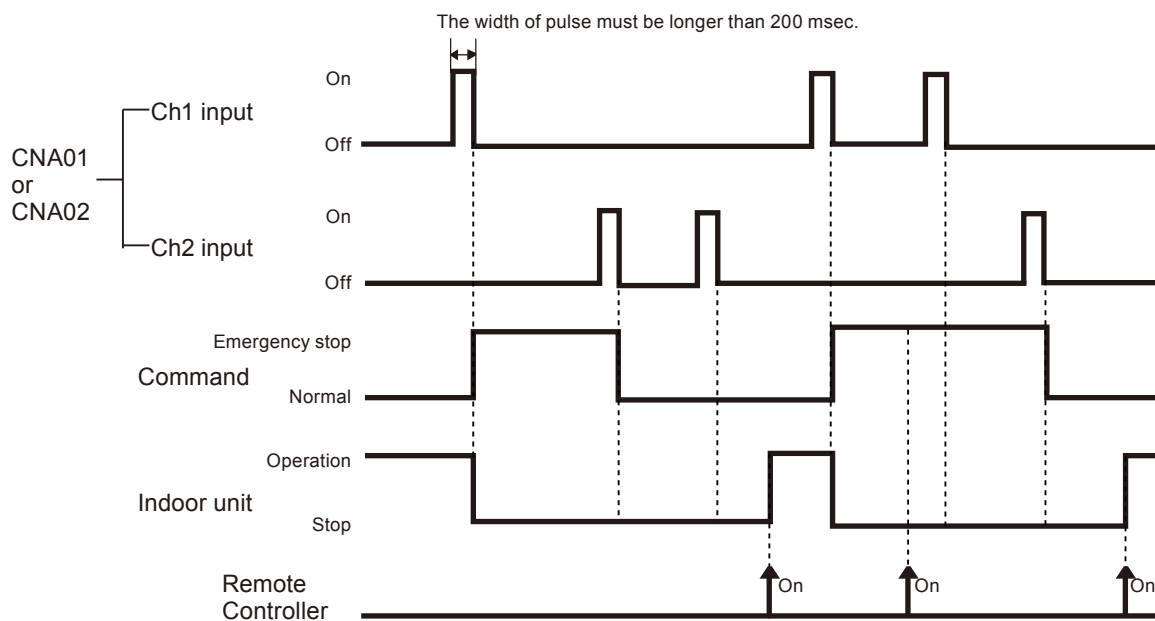 The width of pulse must be longer than 200 msec.
On
Ch1 input
Off
CNA01
or
CNA02
On
Ch2 input
Off
Emergency stop
Command
Normal
Operation
Indoor unit
Stop
Remote
Controller
On
On
On